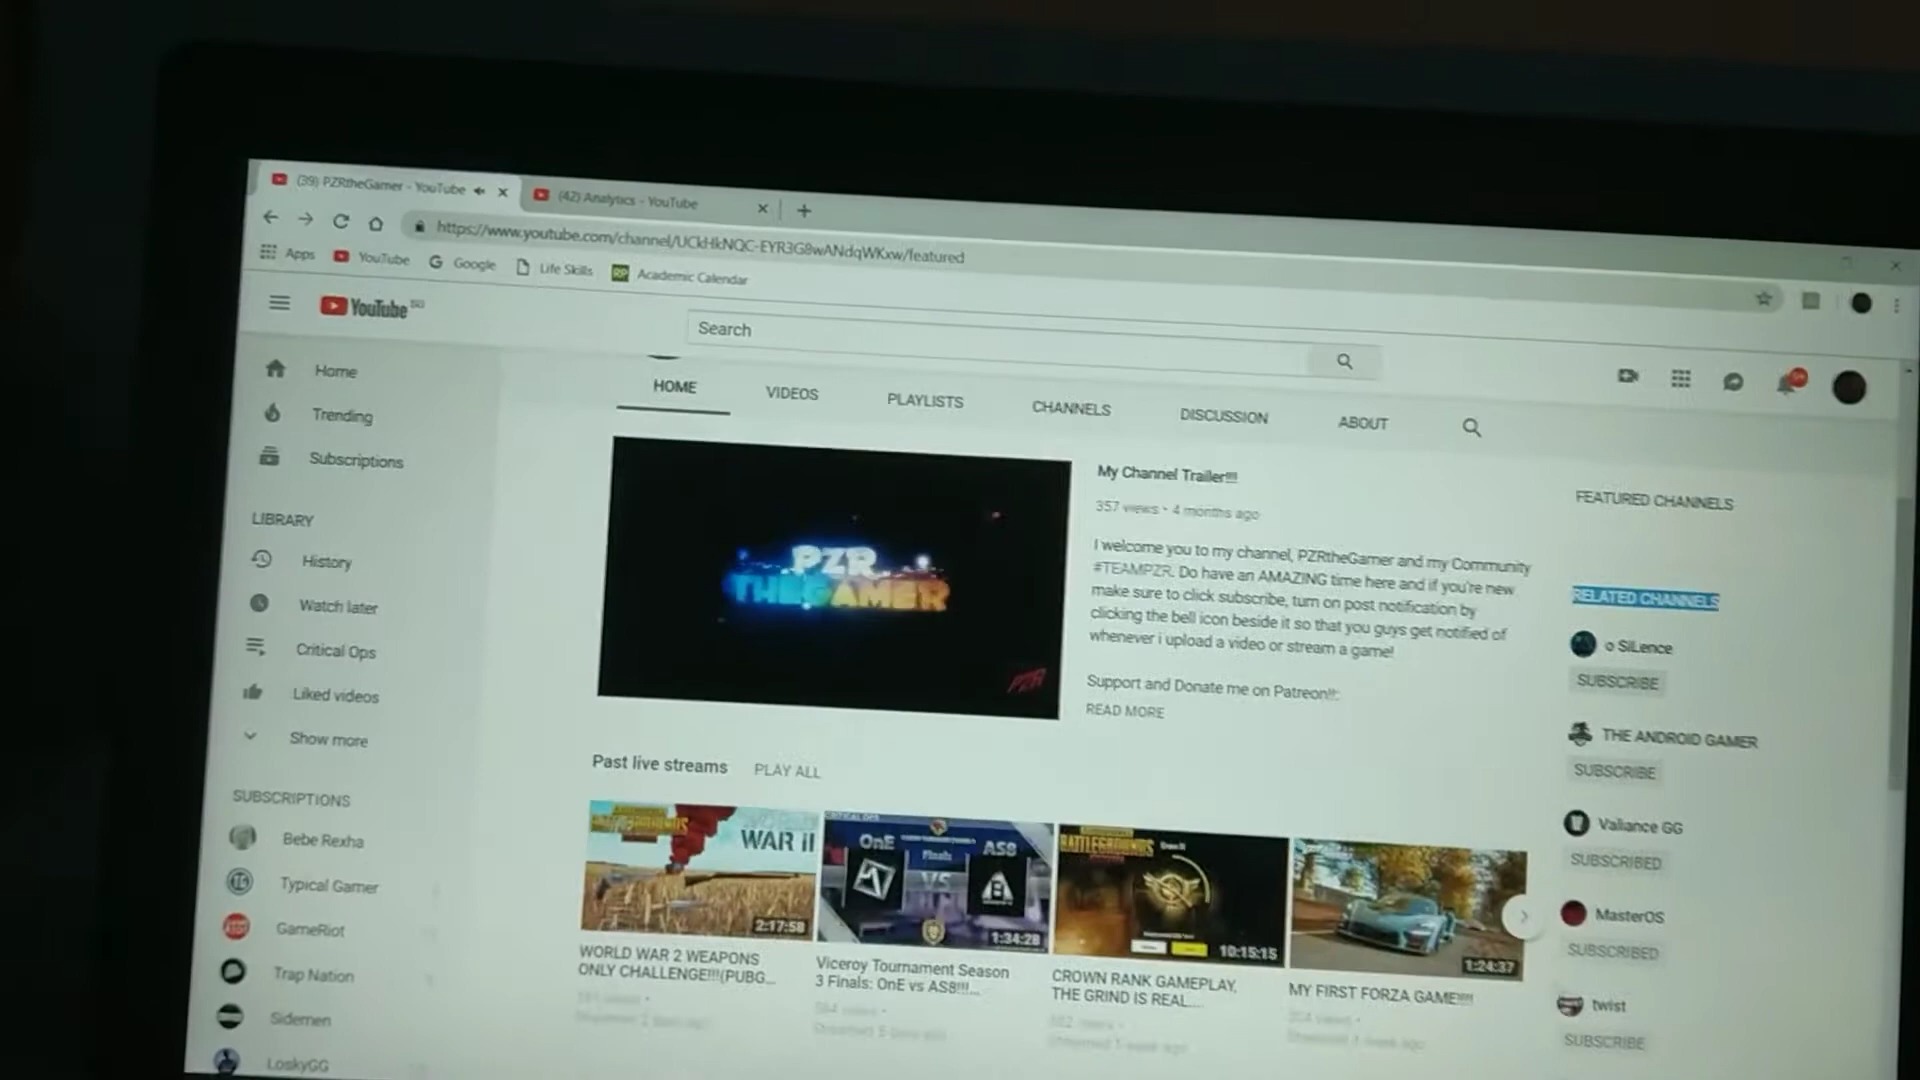 (39) PZRtheGamer - YouTube
(42) Analytics - YouTube
https://www.youtube.com/channel/UCkHkNQC-EYR3G8wANdqWKxw/featured
Apps
YouTube
Google
Life Skills
RP Academic Calendar
YouTube
Search
Home
Trending
Subscriptions
LIBRARY
History
Watch later
Critical Ops
Liked videos
Show more
SUBSCRIPTIONS
Bebe Rexha
Typical Gamer
GameRiot
Trap Nation
Sidemen
LoskyGG
HOME
VIDEOS
PLAYLISTS
CHANNELS
DISCUSSION
ABOUT
PZR
THEGAMER
PZR
My Channel Trailer!!!
357 views • 4 months ago
I welcome you to my channel, PZRtheGamer and my Community
#TEAMPZR. Do have an AMAZING time here and if you're new
make sure to click subscribe, turn on post notification by
clicking the bell icon beside it so that you guys get notified of
whenever i upload a video or stream a game!
Support and Donate me on Patreon!!:
READ MORE
Past live streams
PLAY ALL
WAR II
2:17:58
WORLD WAR 2 WEAPONS
ONLY CHALLENGE!!!(PUBG...
OnE
Finals
VS
AS8
1:34:28
Viceroy Tournament Season
3 Finals: OnE vs AS8!!!...
BATTLEGROUNDS
10:15:15
CROWN RANK GAMEPLAY,
THE GRIND IS REAL....
1:24:37
MY FIRST FORZA GAME!!!!
FEATURED CHANNELS
RELATED CHANNELS
o SiLence
SUBSCRIBE
THE ANDROID GAMER
SUBSCRIBE
Valiance GG
SUBSCRIBED
MasterOS
SUBSCRIBED
twist
SUBSCRIBE